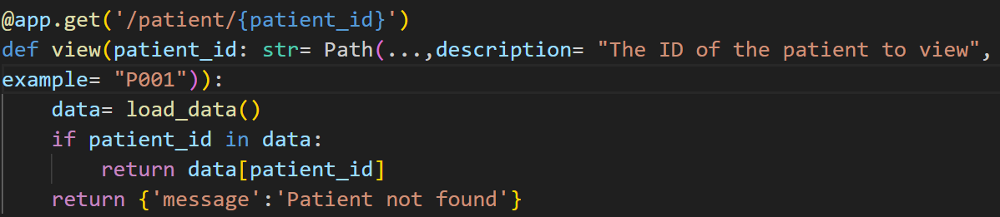 @app.get('/patient/{patient_id}')
def view(patient_id: str= Path(...,description= "The ID of the patient to view",
example= "P001")):
    data= load_data()
    if patient_id in data:
        return data[patient_id]
    return {'message':'Patient not found'}